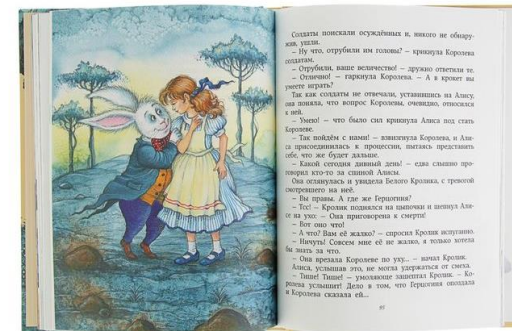 Солдаты поискали осуждённых и, никого не обнару-
жив, ушли.
– Ну что, отрубили им головы? – крикнула Королева
солдатам.
– Отрубили, ваше величество! – дружно ответили те.
– Отлично! – гаркнула Королева. – А в крокет вы
умеете играть?
Так как солдаты не отвечали, уставившись на Алису,
она поняла, что вопрос Королевы, очевидно, относился
к ней.
– Умею! – что было сил крикнула Алиса под стать
Королеве.
– Так пойдём с нами! – взвизгнула Королева, и Али-
са присоединилась к процессии, пытаясь представить
себе, что же будет дальше.
– Какой сегодня дивный день! – едва слышно про-
говорил кто-то за спиной Алисы.
Она оглянулась и увидела Белого Кролика, с тревогой
смотревшего на неё.
– Вы правы. А где же Герцогиня?
– Тсс! – Кролик поднялся на цыпочки и шепнул Али-
се на ухо: – Она приговорена к смерти!
– Вот оно что!
– А что? Вам её жалко? – спросил Кролик испуганно.
– Ничуть! Совсем мне её не жалко, я только хотела
бы знать за что.
– Она врезала Королеве по уху... – начал Кролик.
Алиса, услышав это, не могла удержаться от смеха.
– Тише! Тише! – умоляюще зашептал Кролик. – Ко-
ролева услышит! Дело в том, что Герцогиня опоздала
и Королева сказала ей...